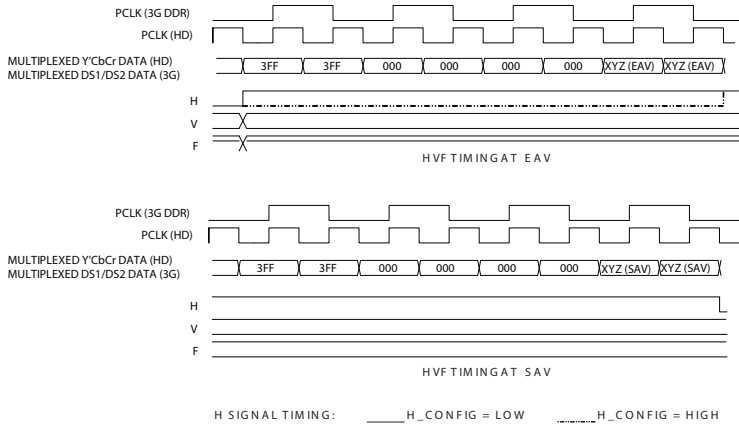 PCLK (3G DDR)
PCLK (HD)
MULTIPLEXED Y'CbCr DATA (HD)
MULTIPLEXED DS1/DS2 DATA (3G)
3FF 3FF 000 000 000 000 XYZ (EAV) XYZ (EAV)
H
V
F
HVF TIMING AT EAV
PCLK (3G DDR)
PCLK (HD)
MULTIPLEXED Y'CbCr DATA (HD)
MULTIPLEXED DS1/DS2 DATA (3G)
3FF 3FF 000 000 000 000 XYZ (SAV) XYZ (SAV)
H
V
F
HVF TIMING AT SAV
H SIGNAL TIMING: H_CONFIG = LOW H_CONFIG = HIGH